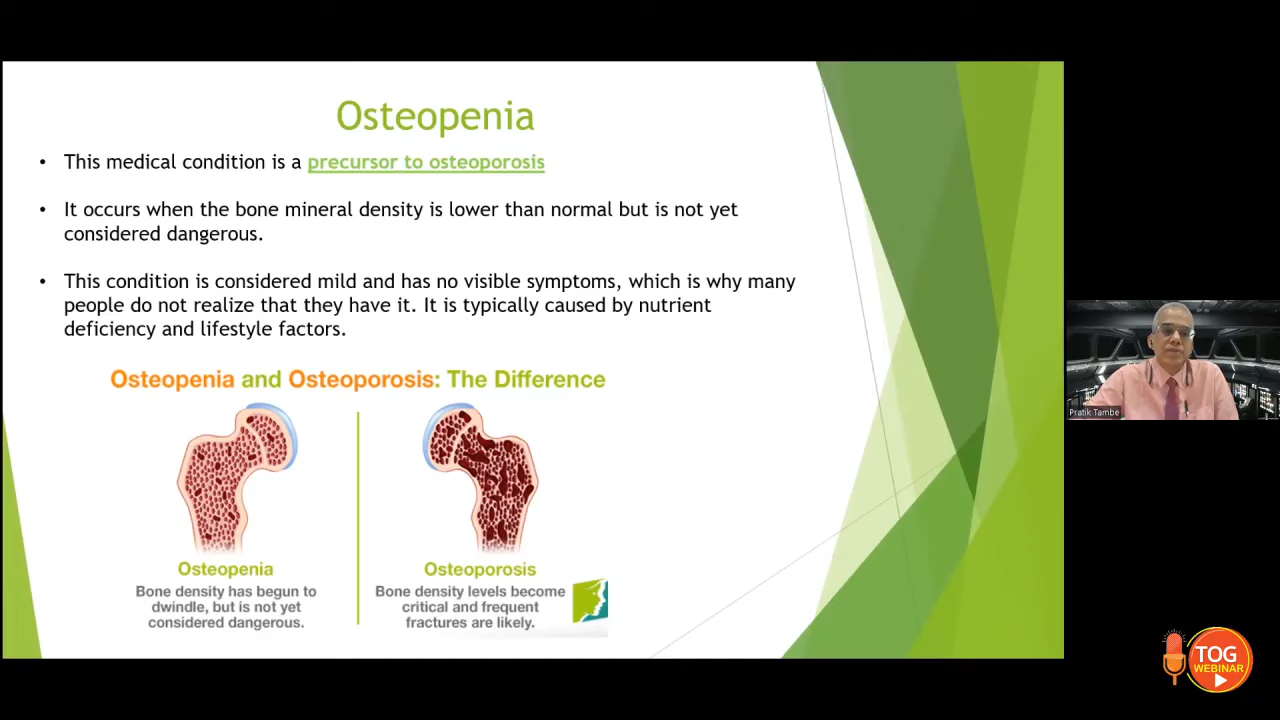 Osteopenia
• This medical condition is a precursor to osteoporosis
• It occurs when the bone mineral density is lower than normal but is not yet
considered dangerous.
• This condition is considered mild and has no visible symptoms, which is why many
people do not realize that they have it. It is typically caused by nutrient
deficiency and lifestyle factors.
Osteopenia and Osteoporosis: The Difference
Osteopenia
Bone density has begun to
dwindle, but is not yet
considered dangerous.
Osteoporosis
Bone density levels become
critical and frequent
fractures are likely.
Pratik Tambe
TOG
WEBINAR